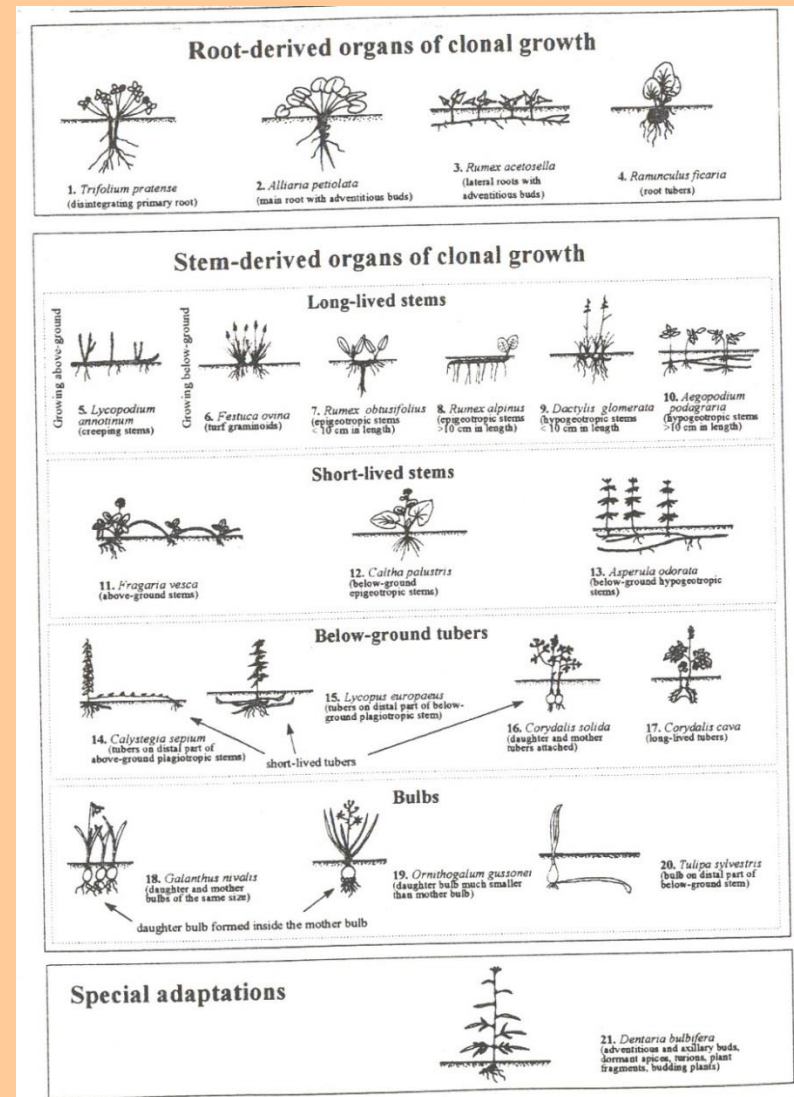 Root-derived organs of clonal growth
1. Trifolium pratense
(disintegrating primary root)
2. Alliaria petiolata
(main root with adventitious buds)
3. Rumex acetosella
(lateral roots with
adventitious buds)
4. Ranunculus ficaria
(root tubers)
Stem-derived organs of clonal growth
Long-lived stems
Growing above-ground
Growing below-ground
5. Lycopodium
annotinum
(creeping stems)
6. Festuca ovina
(turf graminoids)
7. Rumex obtusifolius
(epigeotropic stems
< 10 cm in length)
8. Rumex alpinus
(epigeotropic stems
>10 cm in length)
9. Dactylis glomerata
(hypogeotropic stems
< 10 cm in length
10. Aegopodium
podagraria
(hypogeotropic stems
>10 cm in length)
Short-lived stems
11. Fragaria vesca
(above-ground stems)
12. Caltha palustris
(below-ground
epigeotropic stems)
13. Asperula odorata
(below-ground hypogeotropic
stems)
Below-ground tubers
14. Calystegia sepium
(tubers on distal part of
above-ground plagiotropic stems)
15. Lycopus europaeus
(tubers on distal part of below-
ground plagiotropic stem)
short-lived tubers
16. Corydalis solida
(daughter and mother
tubers attached)
17. Corydalis cava
(long-lived tubers)
Bulbs
18. Galanthus nivalis
(daughter and mother
bulbs of the same size)
19. Ornithogalum gussonei
(daughter bulb much smaller
than mother bulb)
20. Tulipa sylvestris
(bulb on distal part of
below-ground stem)
daughter bulb formed inside the mother bulb
Special adaptations
21. Dentaria bulbifera
(adventitious and axillary buds,
dormant apices, turions, plant
fragments, budding plants)